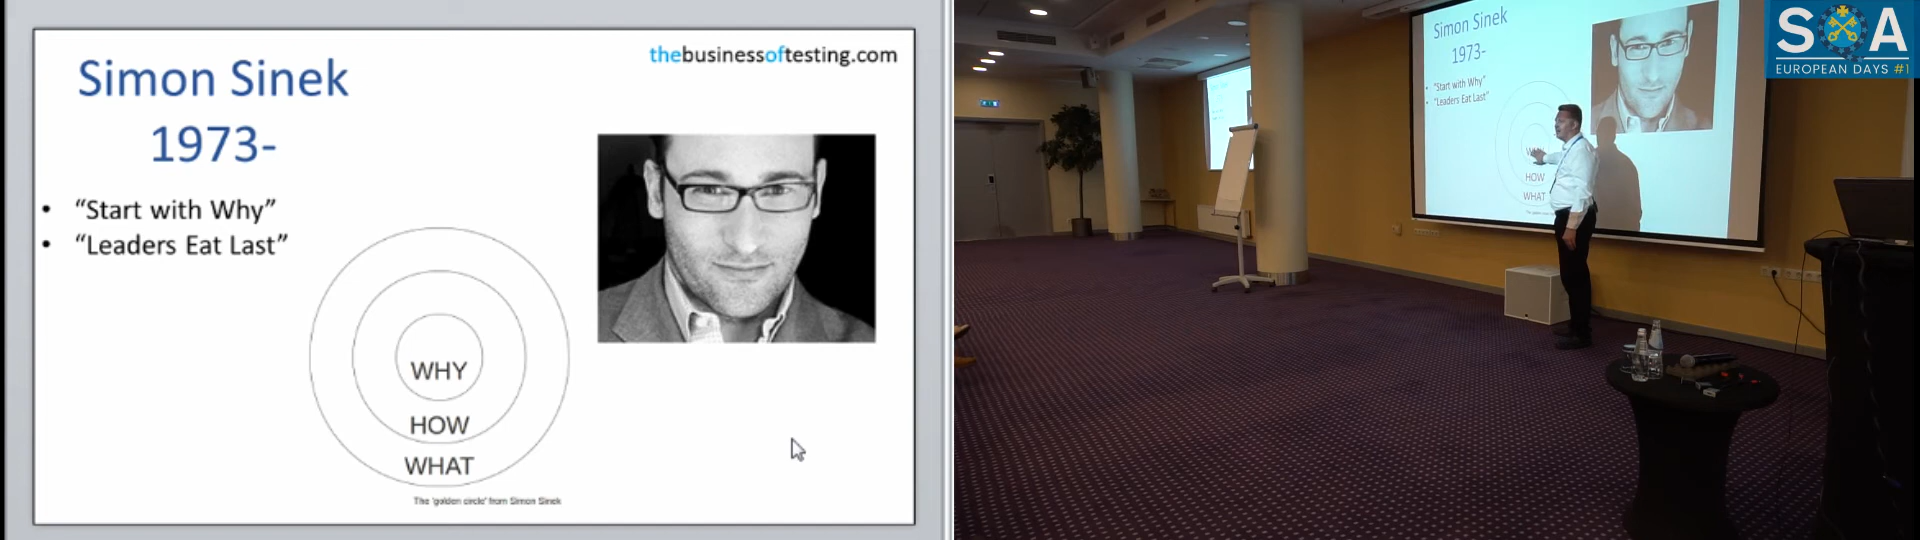 Simon Sinek
1973-
thebusinessoftesting.com
• “Start with Why”
• “Leaders Eat Last”
WHY
HOW
WHAT
The 'golden circle' from Simon Sinek
Simon Sinek
1973-
• “Start with Why”
• “Leaders Eat Last”
HOW
WHAT
SQA
EUROPEAN DAYS #1